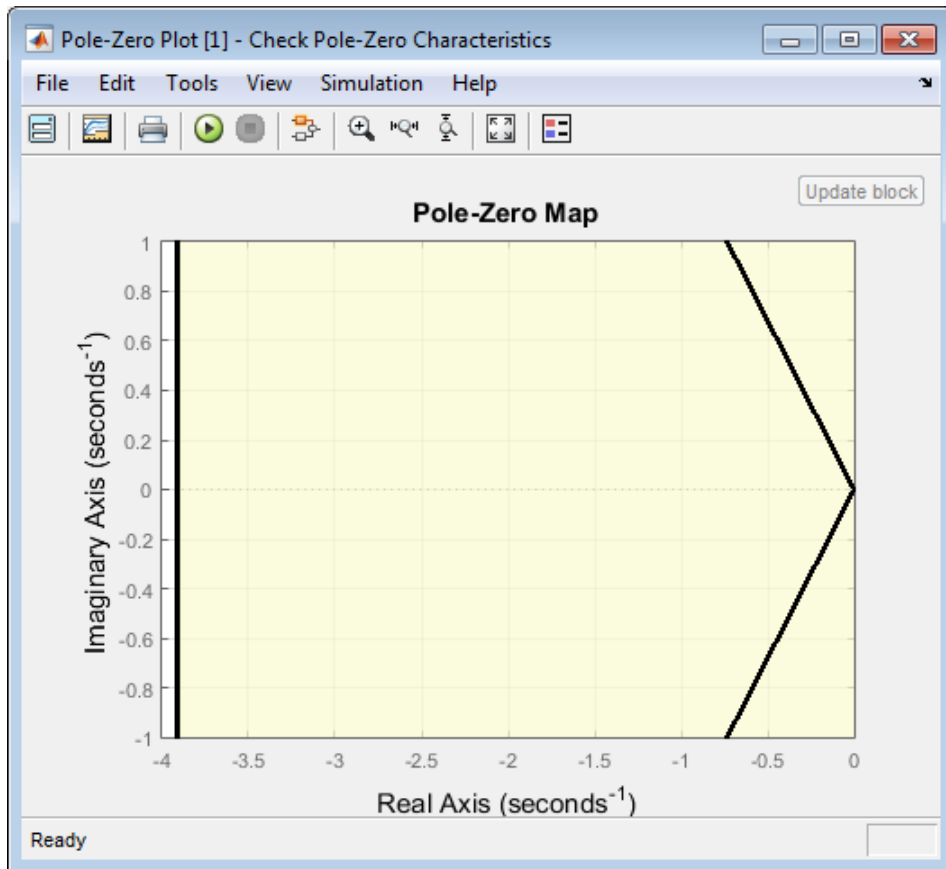 Pole-Zero Plot [1] - Check Pole-Zero Characteristics
File Edit Tools View Simulation Help
Update block
Pole-Zero Map
Imaginary Axis (seconds⁻¹)
1
0.8
0.6
0.4
0.2
0
-0.2
-0.4
-0.6
-0.8
-1
-4 -3.5 -3 -2.5 -2 -1.5 -1 -0.5 0
Real Axis (seconds⁻¹)
Ready